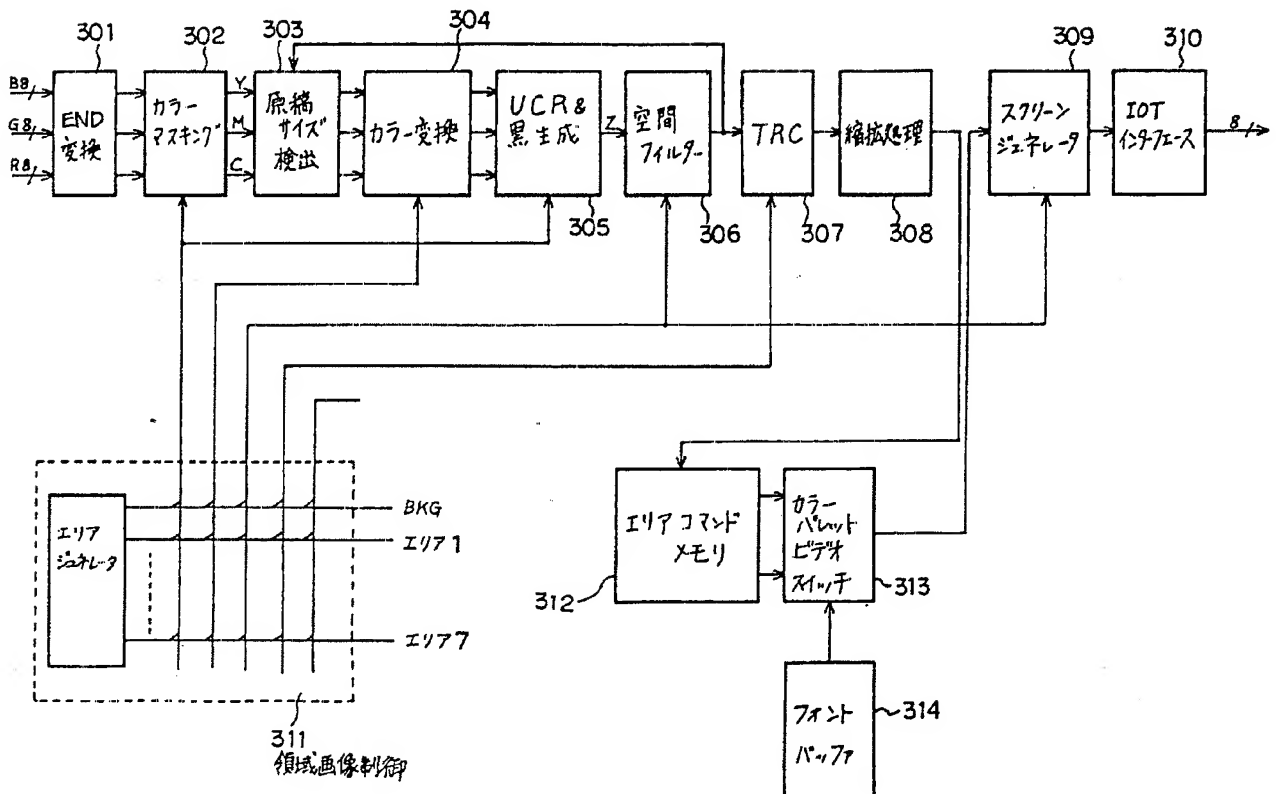 301
302
303
304
309
310
B8
G8
R8
END
変換
カラー
マスキング
Y
M
C
原稿
サイズ
検出
カラー変換
UCR&
黒生成
Z
空間
フィルター
TRC
縮拡処理
スクリーン
ジェネレータ
IOT
インターフェース
8
305
306
307
308
エリア
ジェネレータ
BKG
エリア1
エリア7
311
領域画像制御
エリアコマンド
メモリ
312
カラー
パレット
ビデオ
スイッチ
313
フォント
バッファ
314